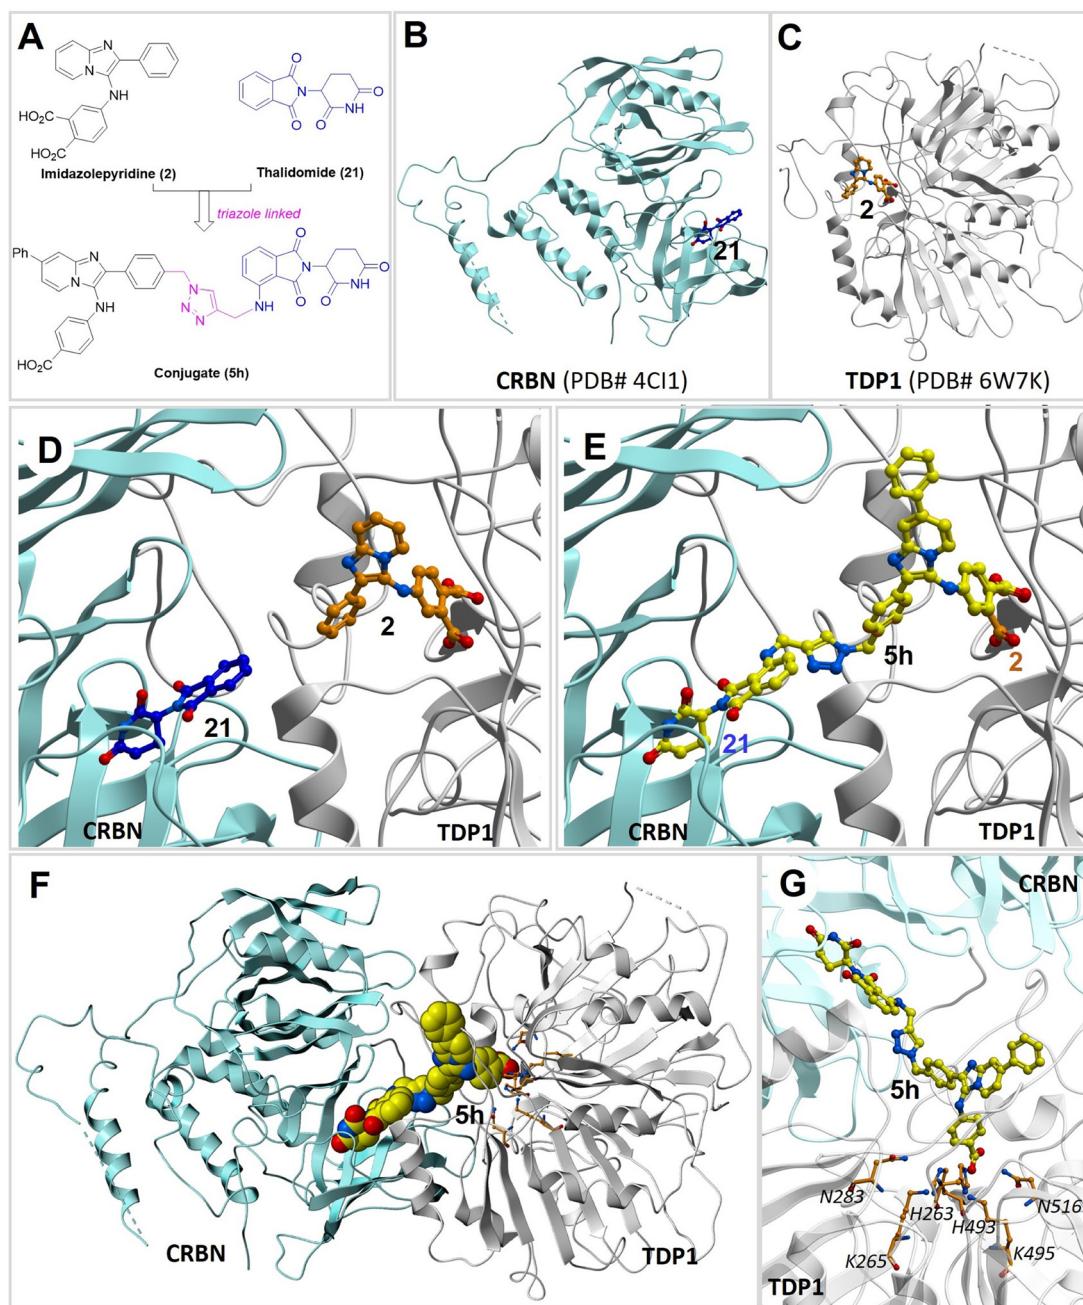 A
N
N
NH
HO₂C
HO₂C
Imidazolepyridine (2)
O
N
O
O
NH
O
Thalidomide (21)
triazole linked
Ph
N
N
NH
HO₂C
N
N
N
NH
O
N
O
O
NH
O
Conjugate (5h)
B
21
CRBN (PDB# 4CI1)
C
2
TDP1 (PDB# 6W7K)
D
2
21
CRBN
TDP1
E
5h
2
21
CRBN
TDP1
F
5h
CRBN
TDP1
G
CRBN
5h
N283
H263
H493
N516
K265
K495
TDP1